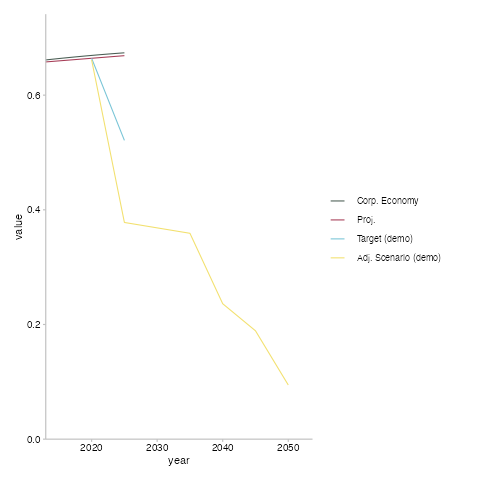 value
0.6
0.4
0.2
0.0
2020 2030 2040 2050
year
Corp. Economy
Proj.
Target (demo)
Adj. Scenario (demo)